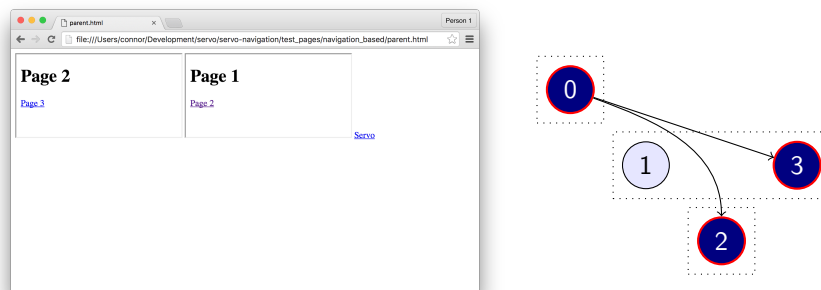 parent.html
Person 1
file:///Users/connor/Development/servo/servo-navigation/test_pages/navigation_based/parent.html
Page 2
Page 1
Page 3
Page 2
Servo
0
1
3
2